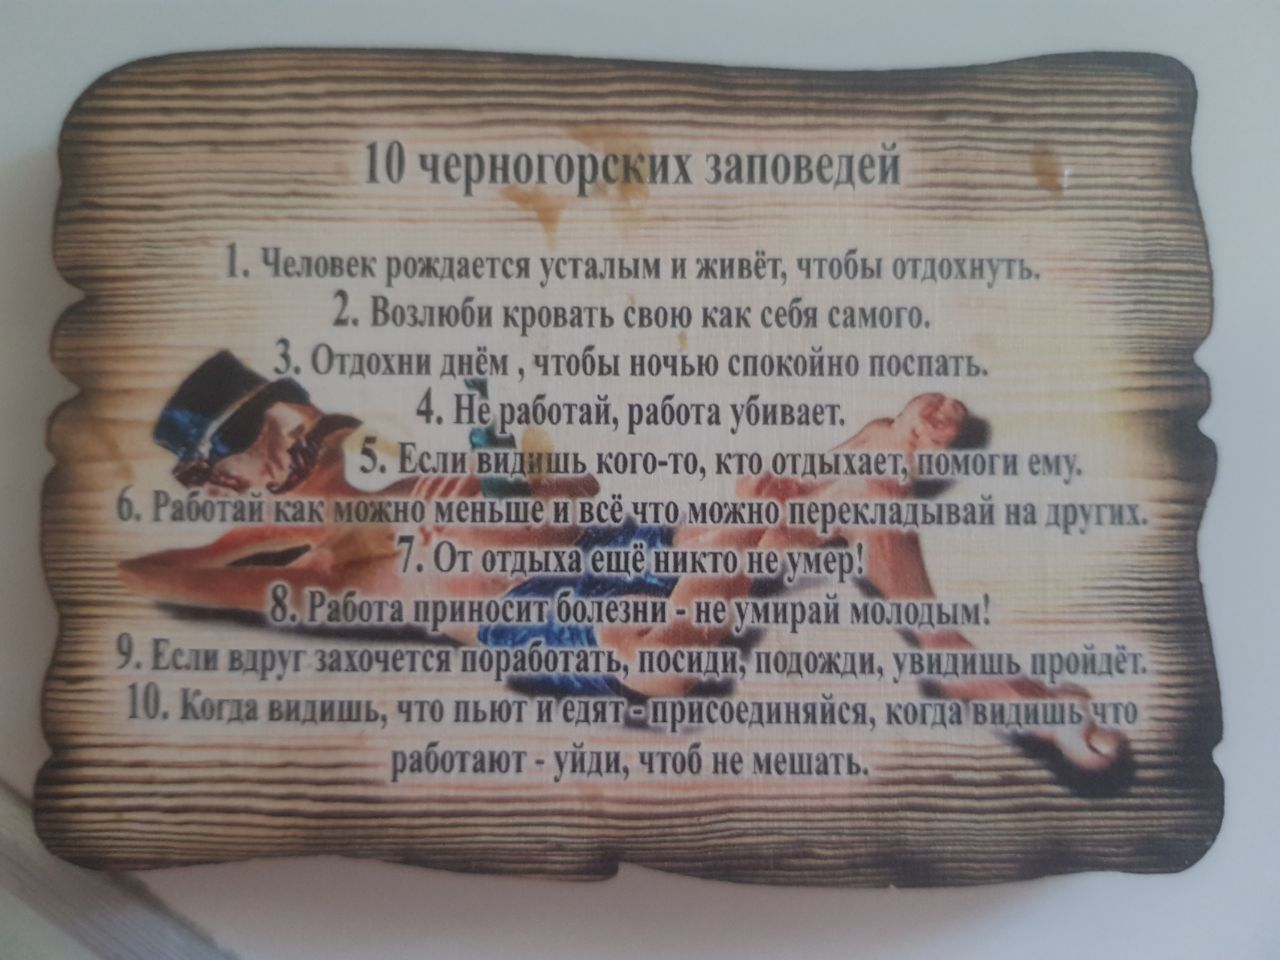 10 черногорских заповедей
1. Человек рождается усталым и живёт, чтобы отдохнуть.
2. Возлюби кровать свою как себя самого.
3. Отдохни днём , чтобы ночью спокойно поспать.
4. Не работай, работа убивает.
5. Если видишь кого-то, кто отдыхает, помоги ему.
6. Работай как можно меньше и всё что можно перекладывай на других.
7. От отдыха ещё никто не умер!
8. Работа приносит болезни - не умирай молодым!
9. Если вдруг захочется поработать, посиди, подожди, увидишь пройдёт.
10. Когда видишь, что пьют и едят - присоединяйся, когда видишь что
работают - уйди, чтоб не мешать.